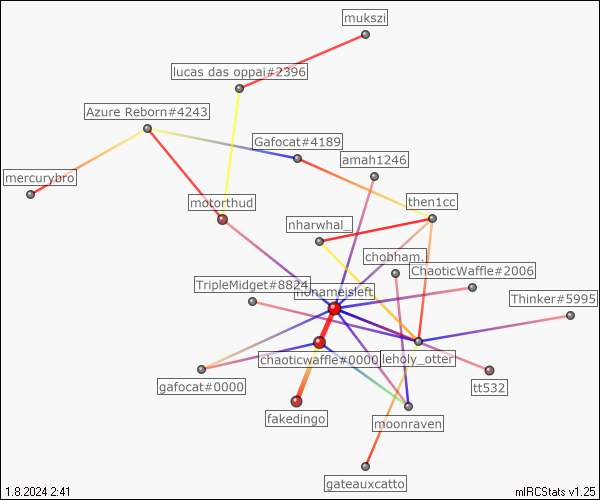 mukszi
lucas das oppai#2396
Azure Reborn#4243
Gafocat#4189
amah1246
mercurybro
motorthud
then1cc
nharwhal_
chobham.
ChaoticWaffle#2006
TripleMidget#8824
nonameisleft
Thinker#5995
chaoticwaffle#0000
leholy_otter
gafocat#0000
tt532
fakedingo
moonraven
gateauxcatto
1.8.2024 2:41
mIRCStats v1.25